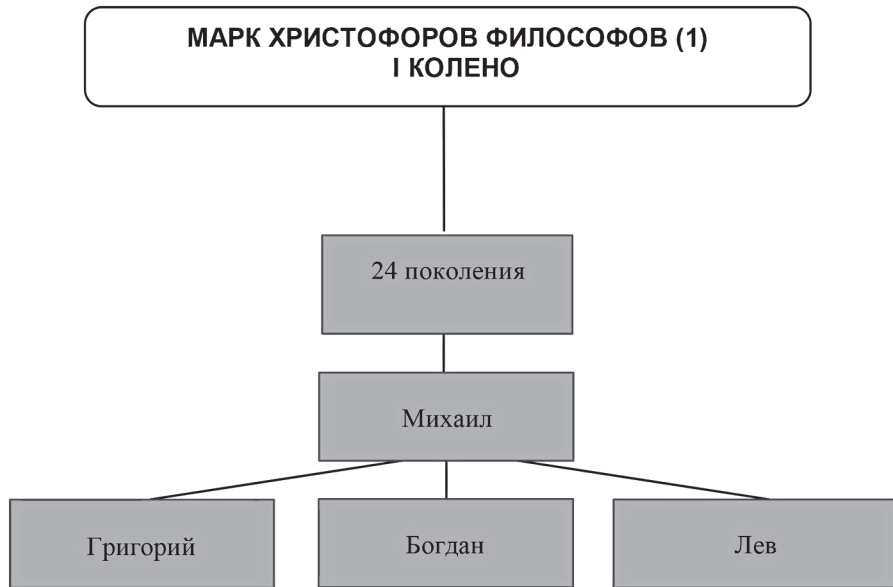 МАРК ХРИСТОФОРОВ ФИЛОСОФОВ (1)
I КОЛЕНО
24 поколения
Михаил
Григорий
Богдан
Лев